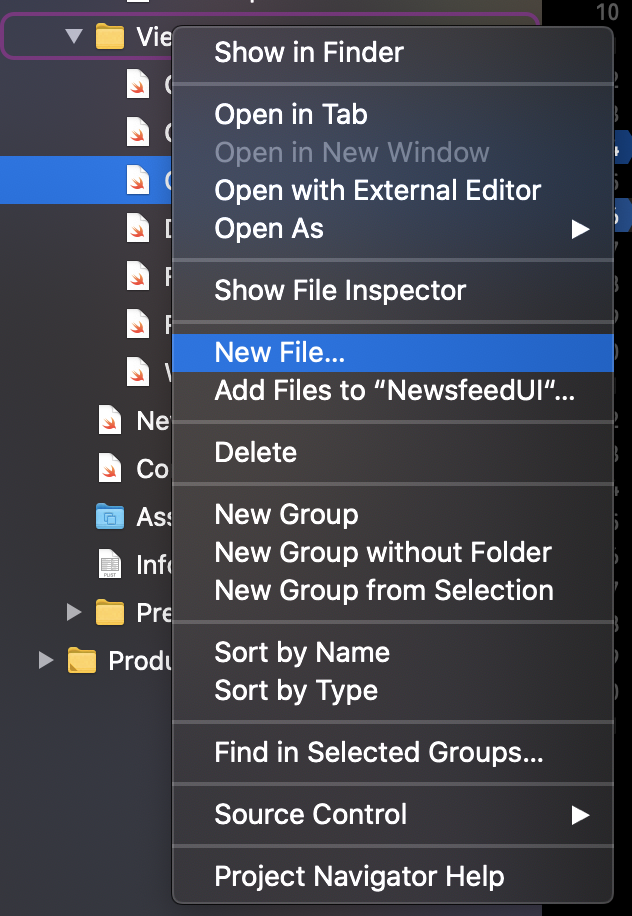 10
Vie
Show in Finder
Open in Tab
Open in New Window
Open with External Editor
Open As
Show File Inspector
New File...
Add Files to “NewsfeedUI“...
Ne
Delete
Co
New Group
Ass
New Group without Folder
Info
New Group from Selection
Pre
Sort by Name
Produ
Sort by Type
Find in Selected Groups...
Source Control
Project Navigator Help